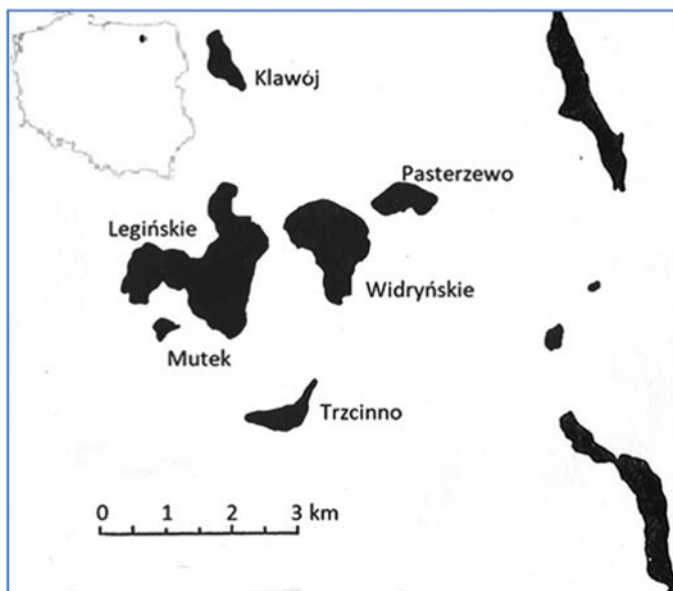 Klawój
Pasterzewo
Legińskie
Widryńskie
Mutek
Trzcinno
0 1 2 3 km